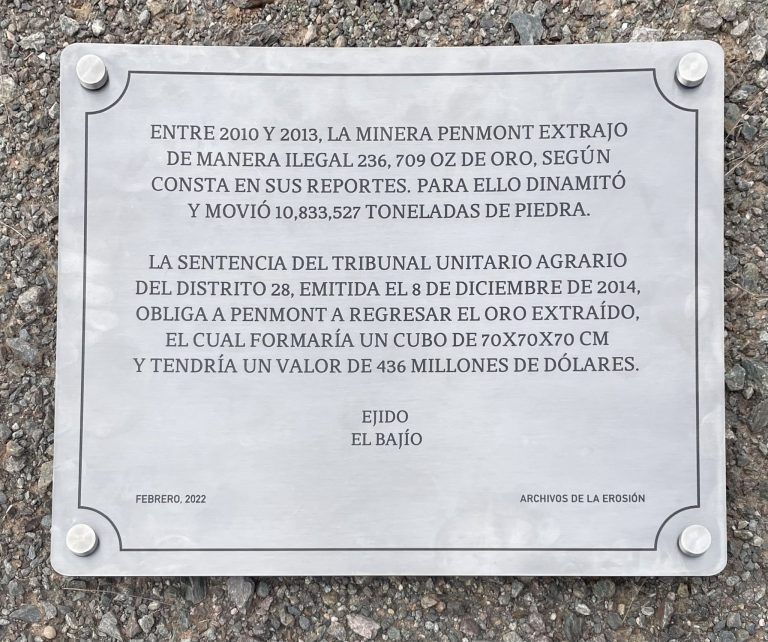 ENTRE 2010 Y 2013, LA MINERA PENMONT EXTRAJO
DE MANERA ILEGAL 236, 709 OZ DE ORO, SEGÚN
CONSTA EN SUS REPORTES. PARA ELLO DINAMITÓ
Y MOVIÓ 10,833,527 TONELADAS DE PIEDRA.
LA SENTENCIA DEL TRIBUNAL UNITARIO AGRARIO
DEL DISTRITO 28, EMITIDA EL 8 DE DICIEMBRE DE 2014,
OBLIGA A PENMONT A REGRESAR EL ORO EXTRAÍDO,
EL CUAL FORMARÍA UN CUBO DE 70X70X70 CM
Y TENDRÍA UN VALOR DE 436 MILLONES DE DÓLARES.
EJIDO
EL BAJÍO
FEBRERO, 2022
ARCHIVOS DE LA EROSIÓN